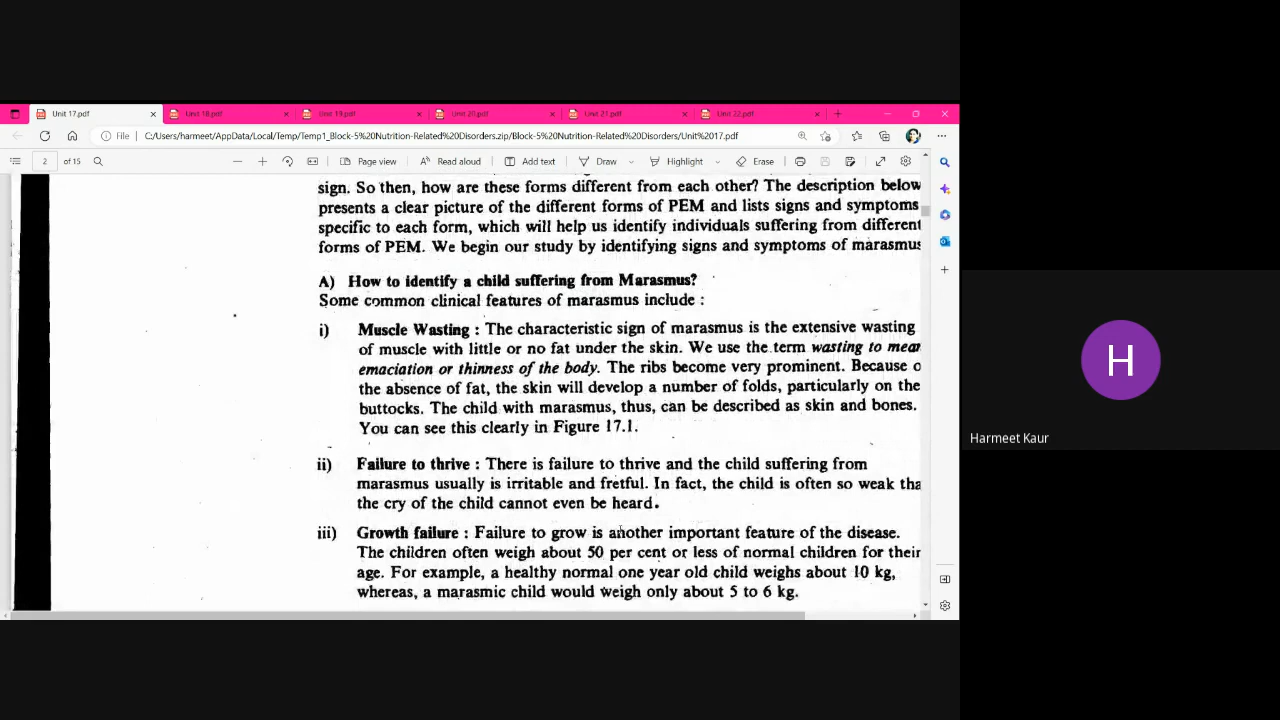 Unit 17.pdf
Unit 18.pdf
Unit 19.pdf
Unit 20.pdf
Unit 21.pdf
Unit 22.pdf
File C:/Users/harmeet/AppData/Local/Temp/Temp1_Block-5%20Nutrition-Related%20Disorders.zip/Block-5%20Nutrition-Related%20Disorders/Unit%2017.pdf
2 of 15 Page view Read aloud Add text Draw Highlight Erase
sign. So then, how are these forms different from each other? The description below
presents a clear picture of the different forms of PEM and lists signs and symptoms
specific to each form, which will help us identify individuals suffering from different
forms of PEM. We begin our study by identifying signs and symptoms of marasmus
A) How to identify a child suffering from Marasmus?
Some common clinical features of marasmus include :
i) Muscle Wasting : The characteristic sign of marasmus is the extensive wasting
of muscle with little or no fat under the skin. We use the term wasting to mean
emaciation or thinness of the body. The ribs become very prominent. Because o
the absence of fat, the skin will develop a number of folds, particularly on the
buttocks. The child with marasmus, thus, can be described as skin and bones.
You can see this clearly in Figure 17.1.
ii) Failure to thrive : There is failure to thrive and the child suffering from
marasmus usually is irritable and fretful. In fact, the child is often so weak tha
the cry of the child cannot even be heard.
iii) Growth failure : Failure to grow is another important feature of the disease.
The children often weigh about 50 per cent or less of normal children for their
age. For example, a healthy normal one year old child weighs about 10 kg,
whereas, a marasmic child would weigh only about 5 to 6 kg.
H
Harmeet Kaur